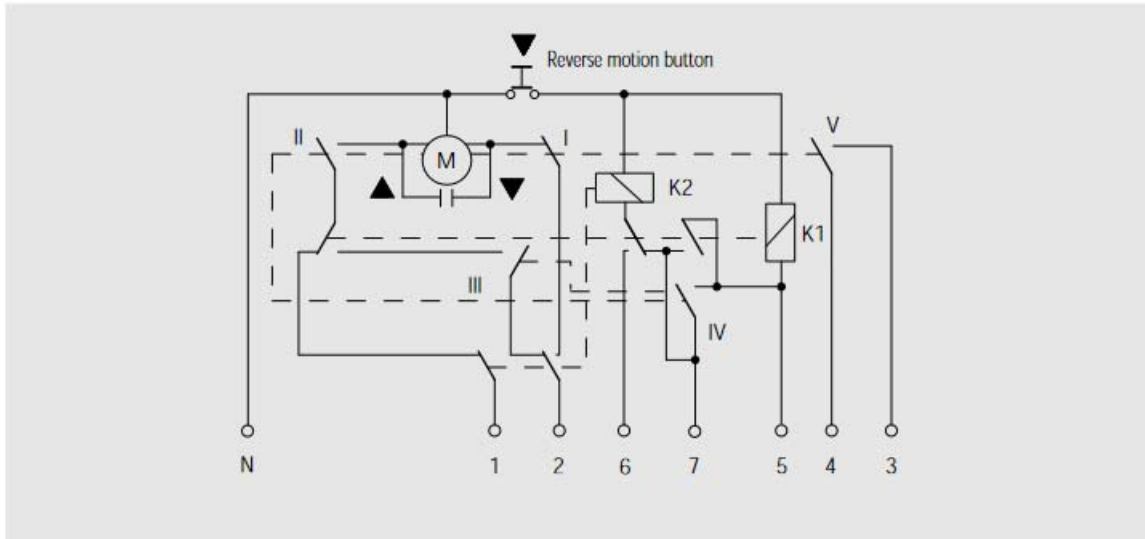 Reverse motion button
II
I
V
M
K2
K1
III
IV
N 1 2 6 7 5 4 3